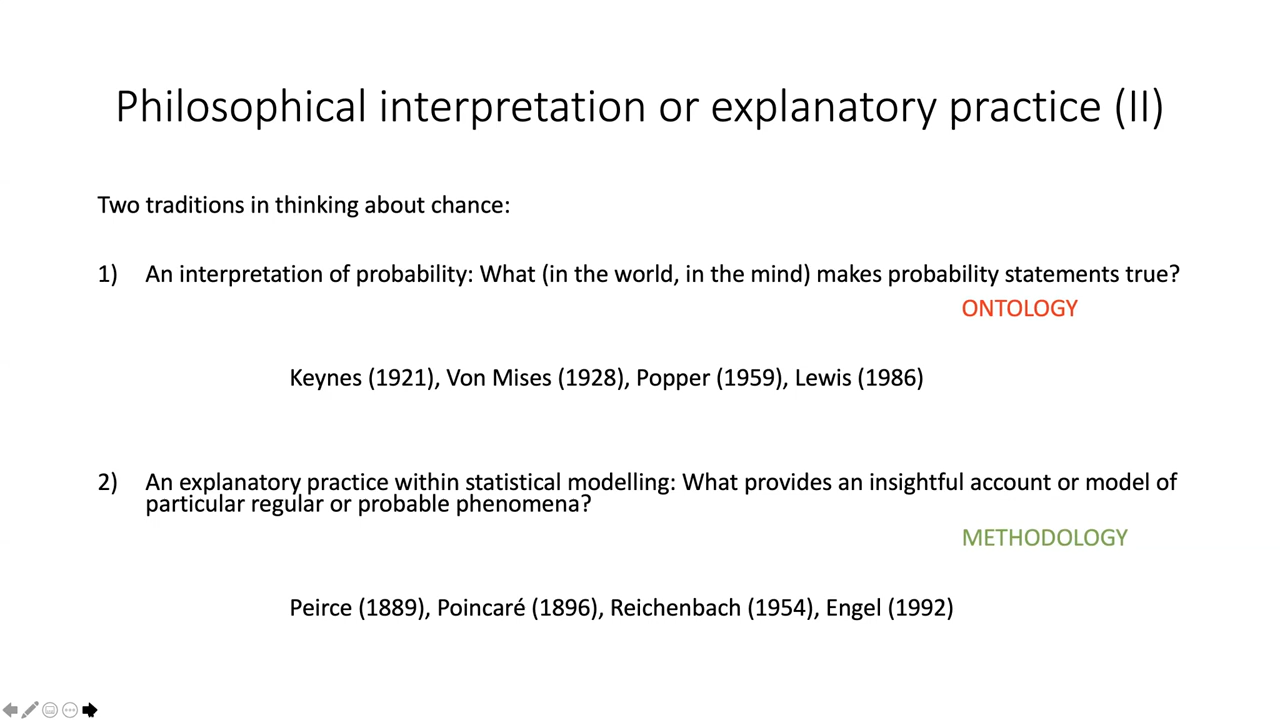 Philosophical interpretation or explanatory practice (II)
Two traditions in thinking about chance:
1) An interpretation of probability: What (in the world, in the mind) makes probability statements true?
ONTOLOGY
Keynes (1921), Von Mises (1928), Popper (1959), Lewis (1986)
2) An explanatory practice within statistical modelling: What provides an insightful account or model of
particular regular or probable phenomena?
METHODOLOGY
Peirce (1889), Poincaré (1896), Reichenbach (1954), Engel (1992)